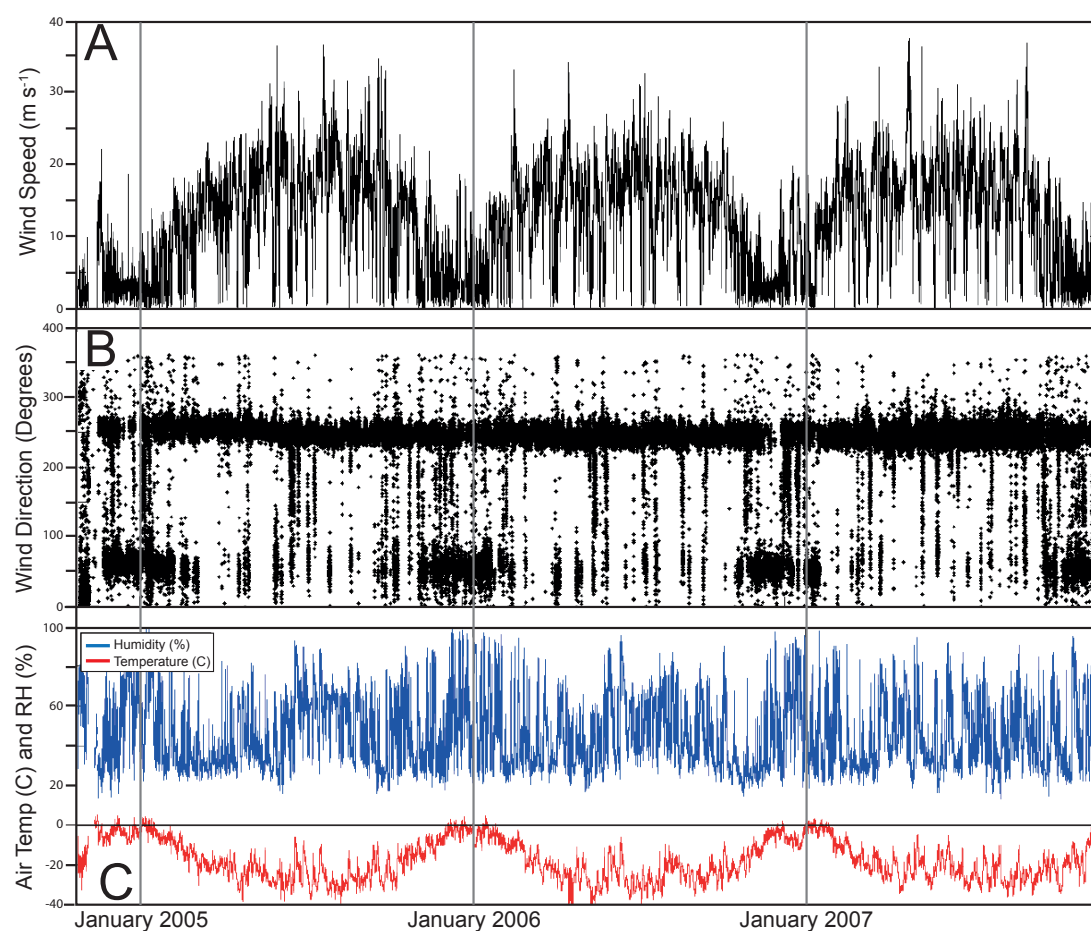 A
Wind Speed (m s⁻¹)
40
30
20
10
0
B
Wind Direction (Degrees)
400
300
200
100
0
C
Air Temp (C) and RH (%)
100
60
20
0
-20
-40
Humidity (%)
Temperature (C)
January 2005
January 2006
January 2007